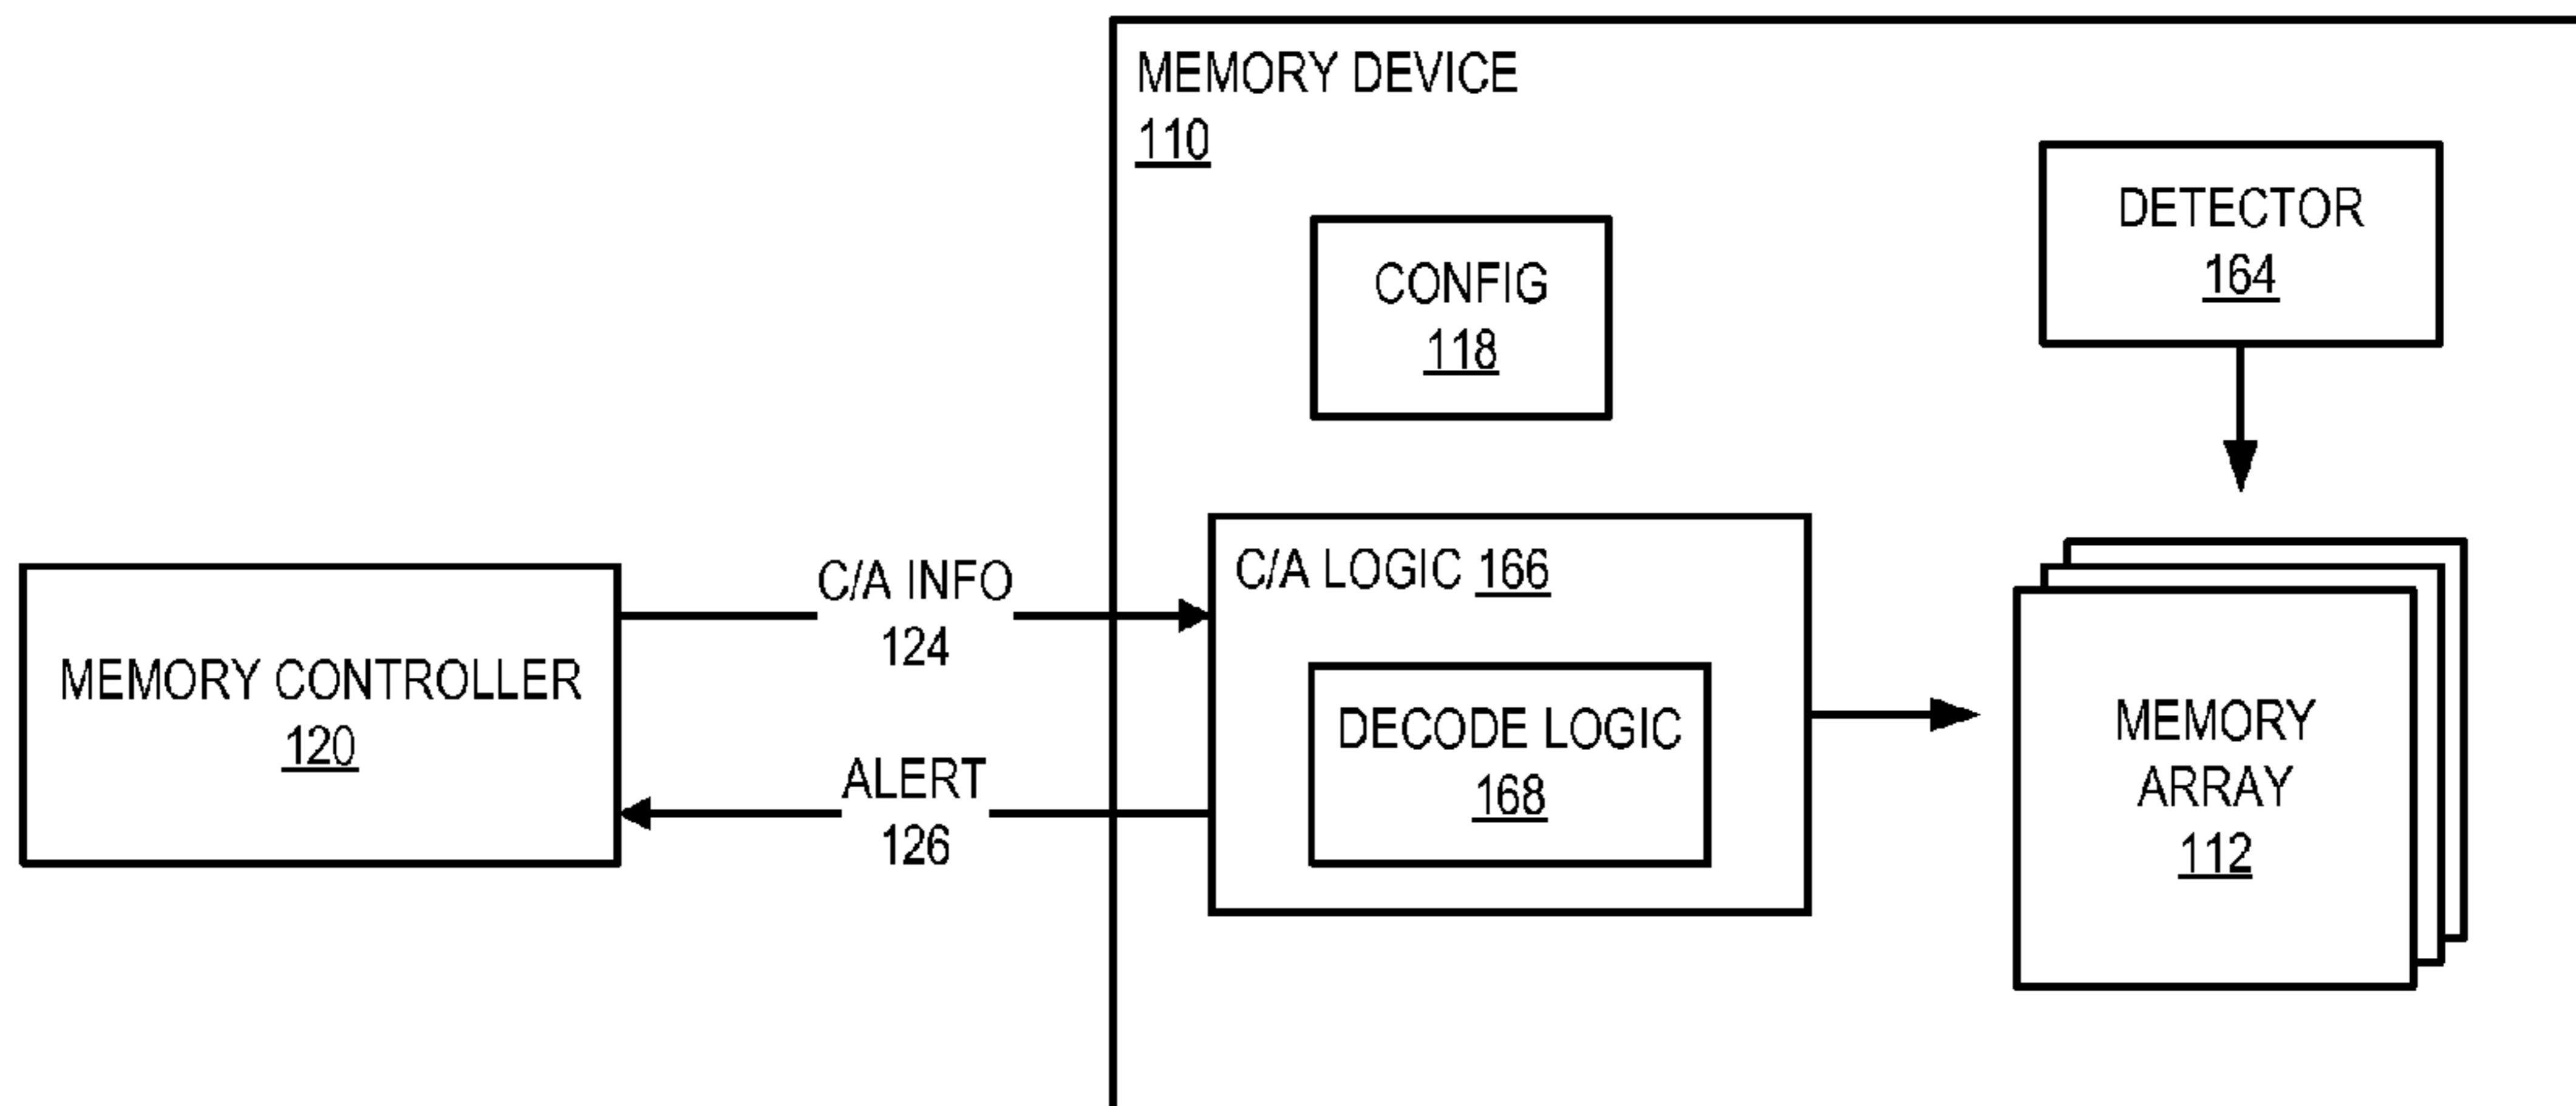 MEMORY DEVICE
110
DETECTOR
164
CONFIG
118
C/A INFO
124
C/A LOGIC 166
MEMORY CONTROLLER
120
DECODE LOGIC
168
ALERT
126
MEMORY
ARRAY
112